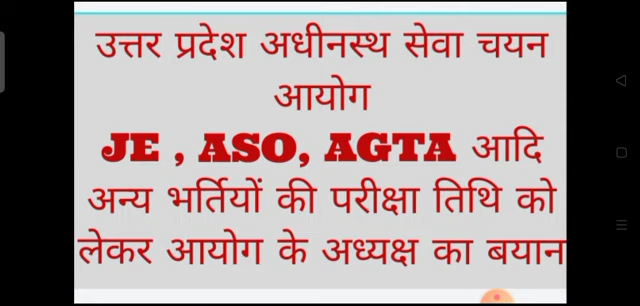 उत्तर प्रदेश अधीनस्थ सेवा चयन
आयोग
JE , ASO, AGTA आदि
अन्य भर्तियों की परीक्षा तिथि को
लेकर आयोग के अध्यक्ष का बयान